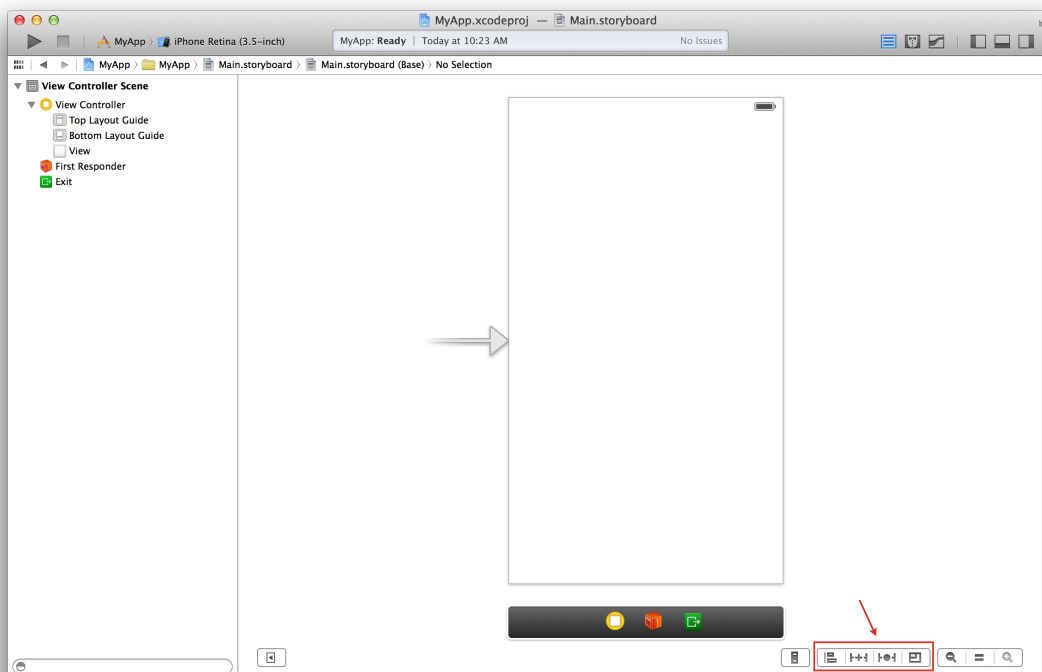 MyApp.xcodeproj — Main.storyboard
MyApp iPhone Retina (3.5-inch)
MyApp: Ready | Today at 10:23 AM No Issues
MyApp MyApp Main.storyboard Main.storyboard (Base) No Selection
View Controller Scene
View Controller
Top Layout Guide
Bottom Layout Guide
View
First Responder
Exit